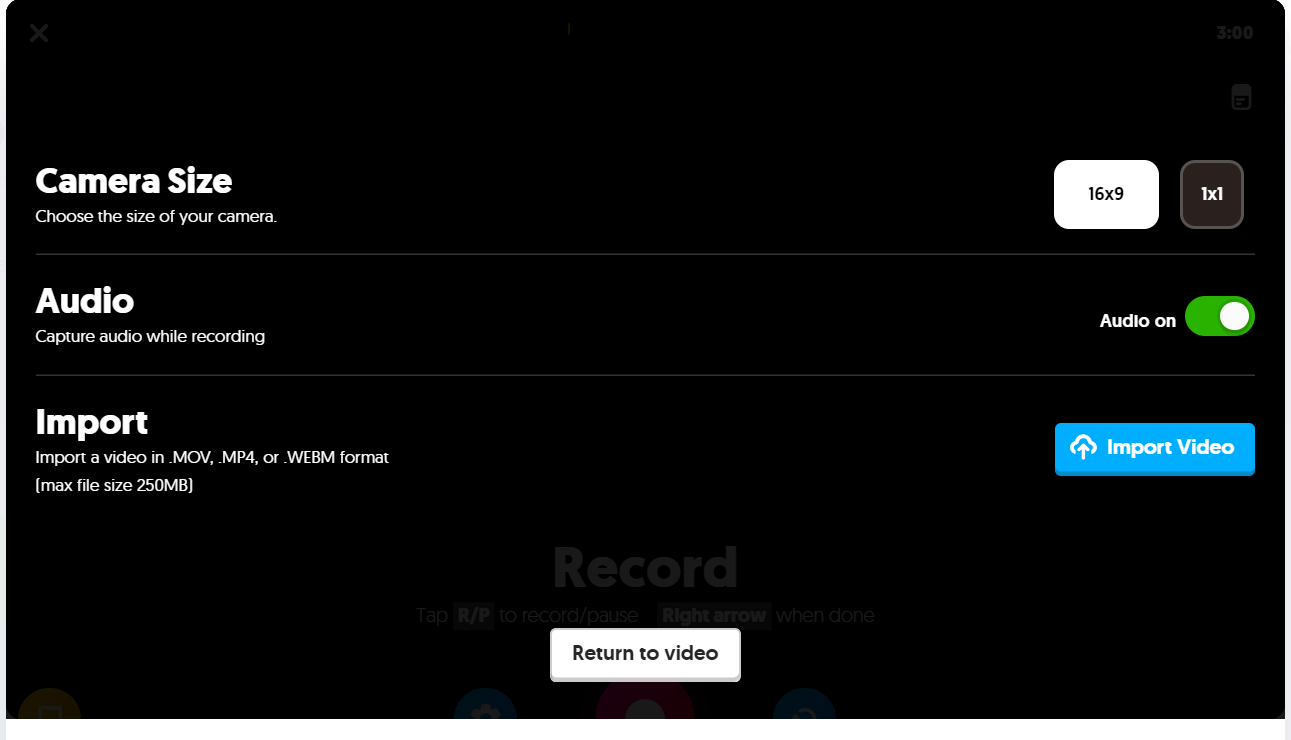 3:00
Camera Size
Choose the size of your camera.
16x9
1x1
Audio
Capture audio while recording
Audio on
Import
Import a video in .MOV, .MP4, or .WEBM format
(max file size 250MB)
Import Video
Record
Tap R/P to record/pause Right arrow when done
Return to video